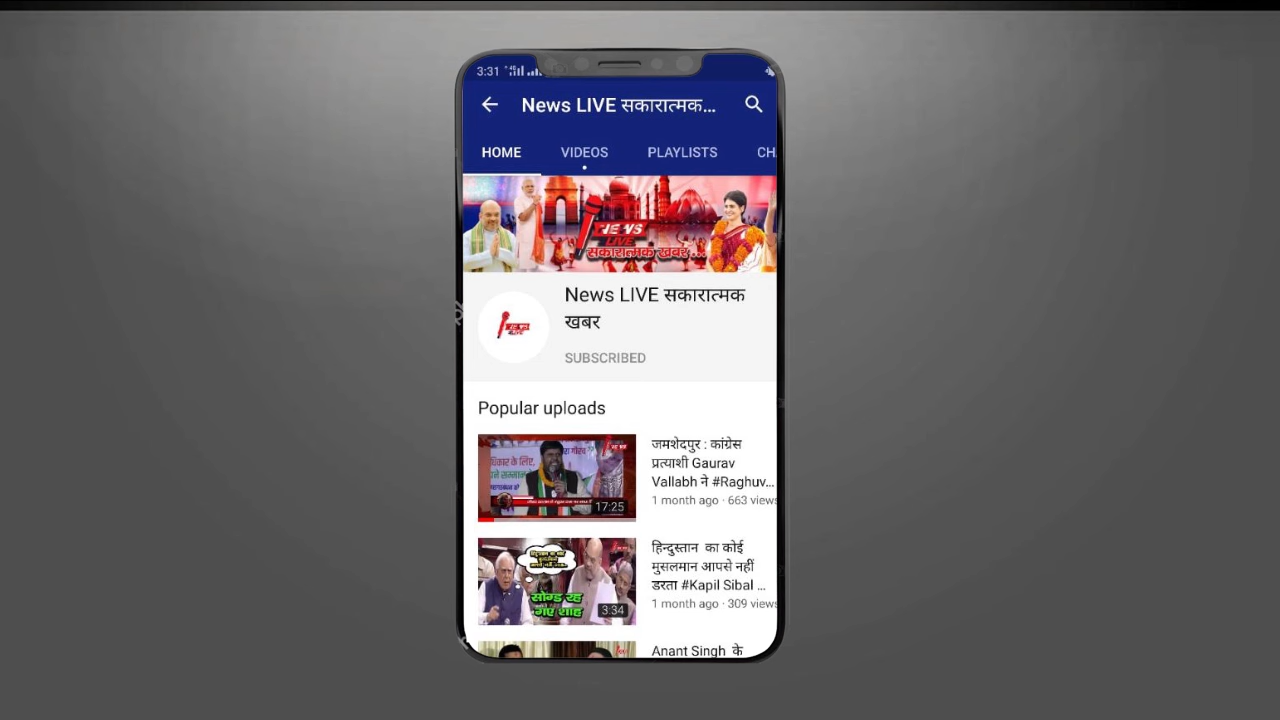 3:31
News LIVE सकारात्मक...
HOME VIDEOS PLAYLISTS CH
NEWS
LIVE
सकारात्मक खबर ...
News LIVE सकारात्मक
खबर
SUBSCRIBED
Popular uploads
जमशेदपुर : कांग्रेस
प्रत्याशी Gaurav
Vallabh ने #Raghuv...
1 month ago · 663 views
17:25
हिन्दुस्तान का कोई
मुसलमान आपसे नहीं
डरता #Kapil Sibal ...
1 month ago · 309 views
गए शाह
3:34
Anant Singh के